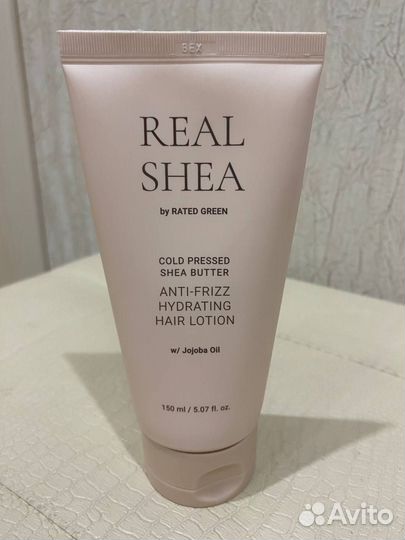 REAL
SHEA
by RATED GREEN
COLD PRESSED
SHEA BUTTER
ANTI-FRIZZ
HYDRATING
HAIR LOTION
w/ Jojoba Oil
150 ml / 5.07 fl. oz.
Avito